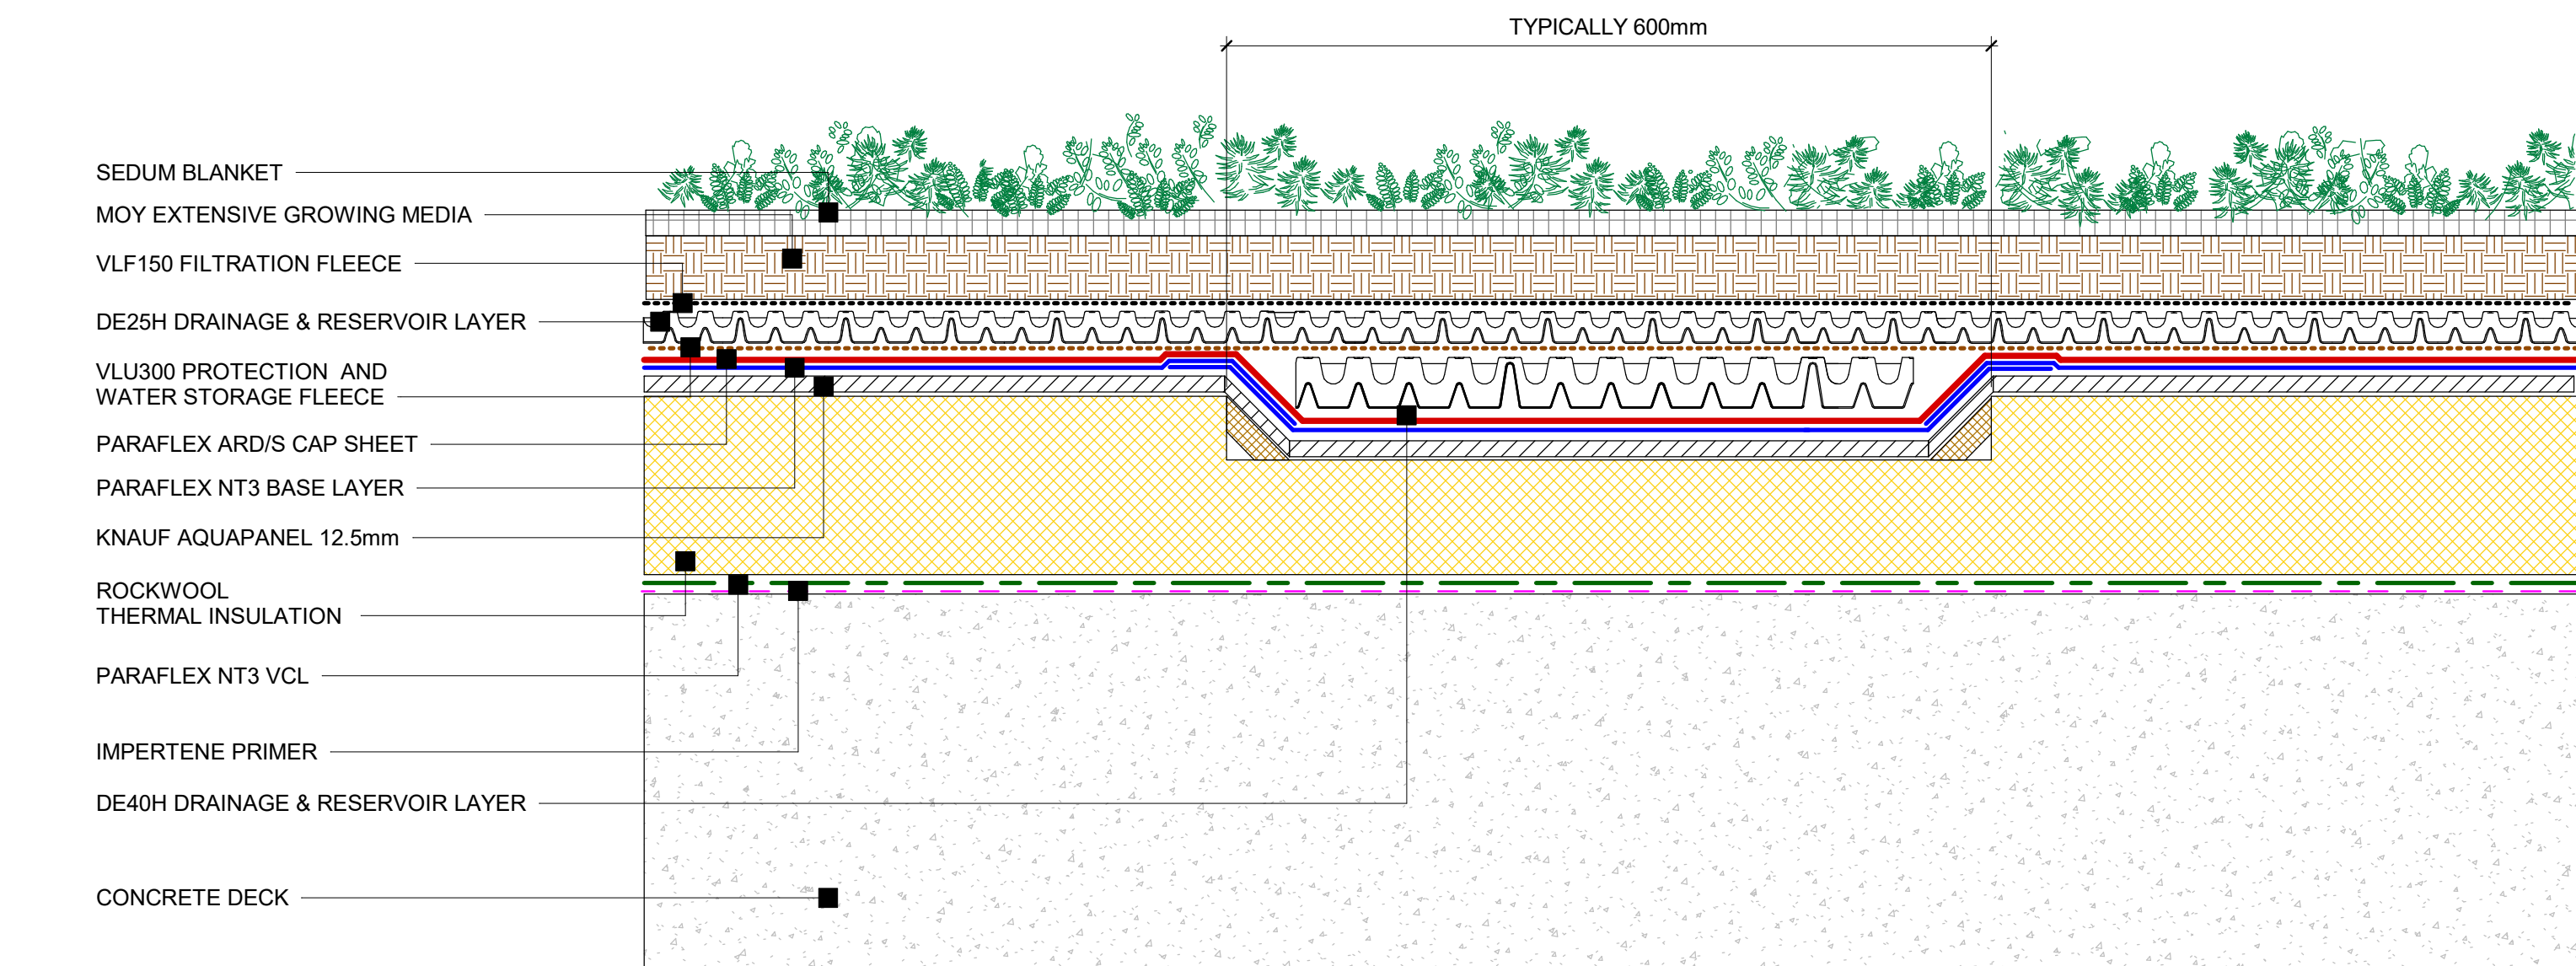 TYPICALLY 600mm
SEDUM BLANKET
MOY EXTENSIVE GROWING MEDIA
VLF150 FILTRATION FLEECE
DE25H DRAINAGE & RESERVOIR LAYER
VLU300 PROTECTION AND
WATER STORAGE FLEECE
PARAFLEX ARD/S CAP SHEET
PARAFLEX NT3 BASE LAYER
KNAUF AQUAPANEL 12.5mm
ROCKWOOL
THERMAL INSULATION
PARAFLEX NT3 VCL
IMPERTENE PRIMER
DE40H DRAINAGE & RESERVOIR LAYER
CONCRETE DECK